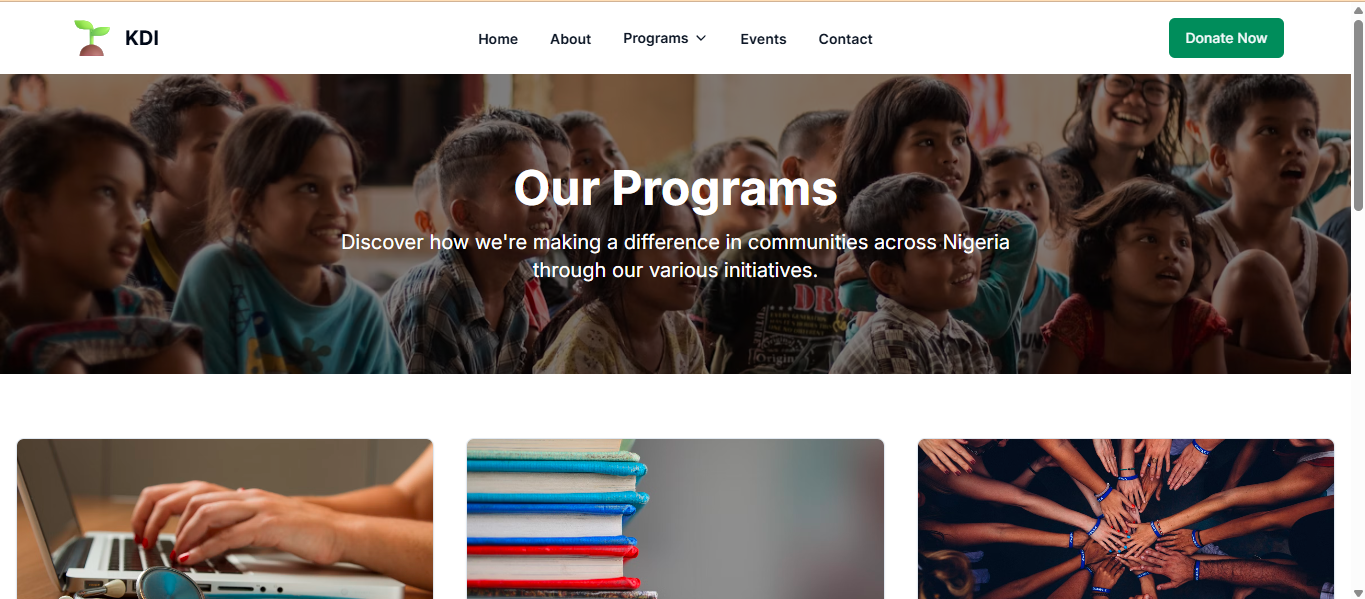 KDI
Home
About
Programs
Events
Contact
Donate Now
Our Programs
Discover how we're making a difference in communities across Nigeria
through our various initiatives.
Original